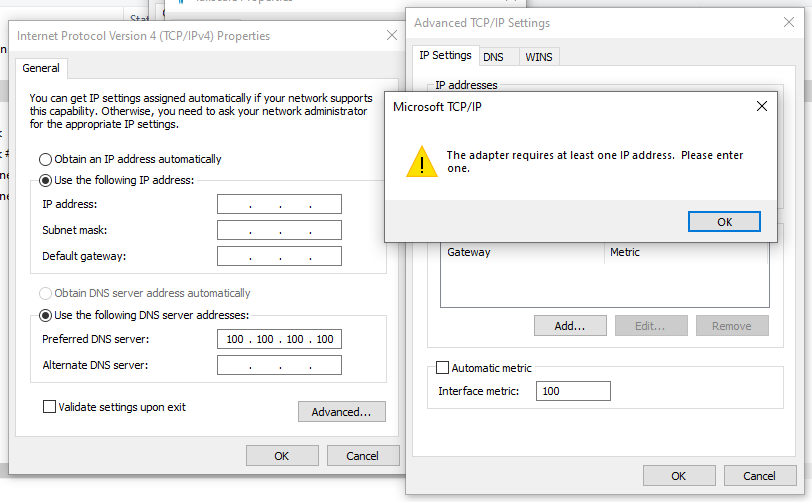 Internet Protocol Version 4 (TCP/IPv4) Properties
General
You can get IP settings assigned automatically if your network supports
this capability. Otherwise, you need to ask your network administrator
for the appropriate IP settings.
Obtain an IP address automatically
Use the following IP address:
IP address:
. . .
Subnet mask:
. . .
Default gateway:
. . .
Obtain DNS server address automatically
Use the following DNS server addresses:
Preferred DNS server:
100 . 100 . 100 . 100
Alternate DNS server:
. . .
Validate settings upon exit
Advanced...
OK
Cancel
Advanced TCP/IP Settings
IP Settings
DNS
WINS
IP addresses
Microsoft TCP/IP
The adapter requires at least one IP address. Please enter
one.
OK
Gateway
Metric
Add...
Edit...
Remove
Automatic metric
Interface metric:
100
OK
Cancel